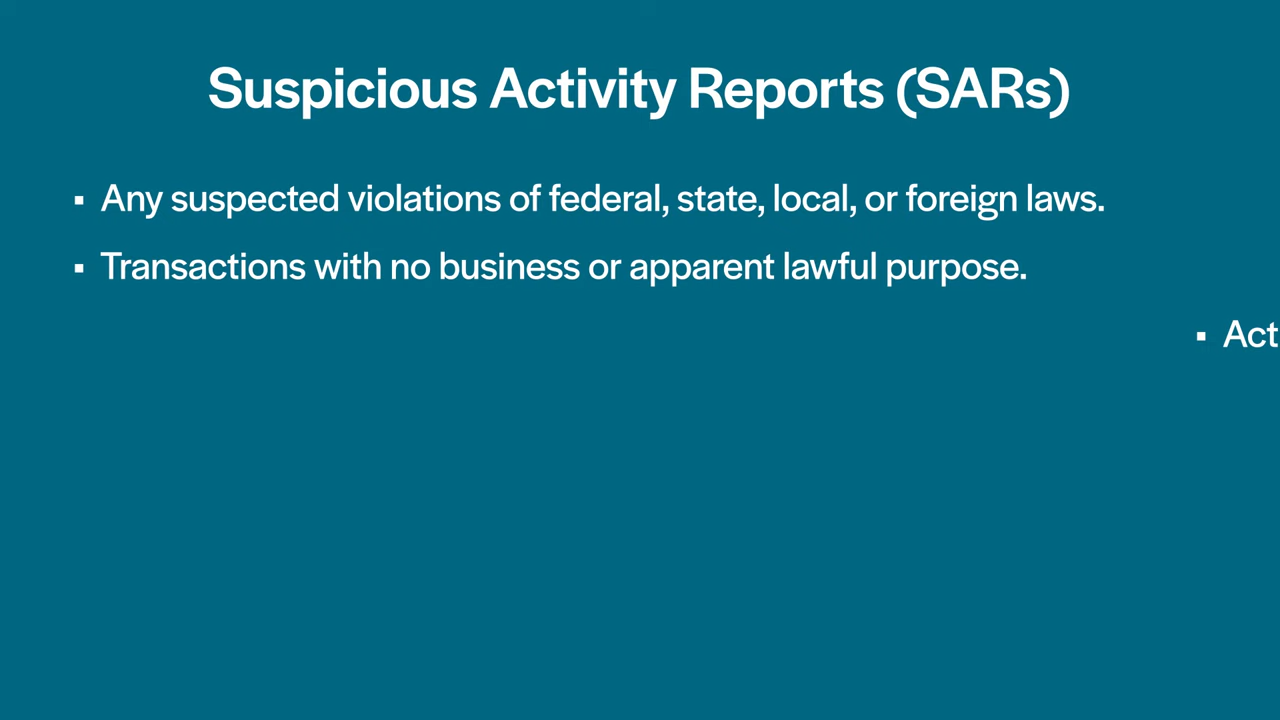 Suspicious Activity Reports (SARs)
▪ Any suspected violations of federal, state, local, or foreign laws.
▪ Transactions with no business or apparent lawful purpose.
▪ Act